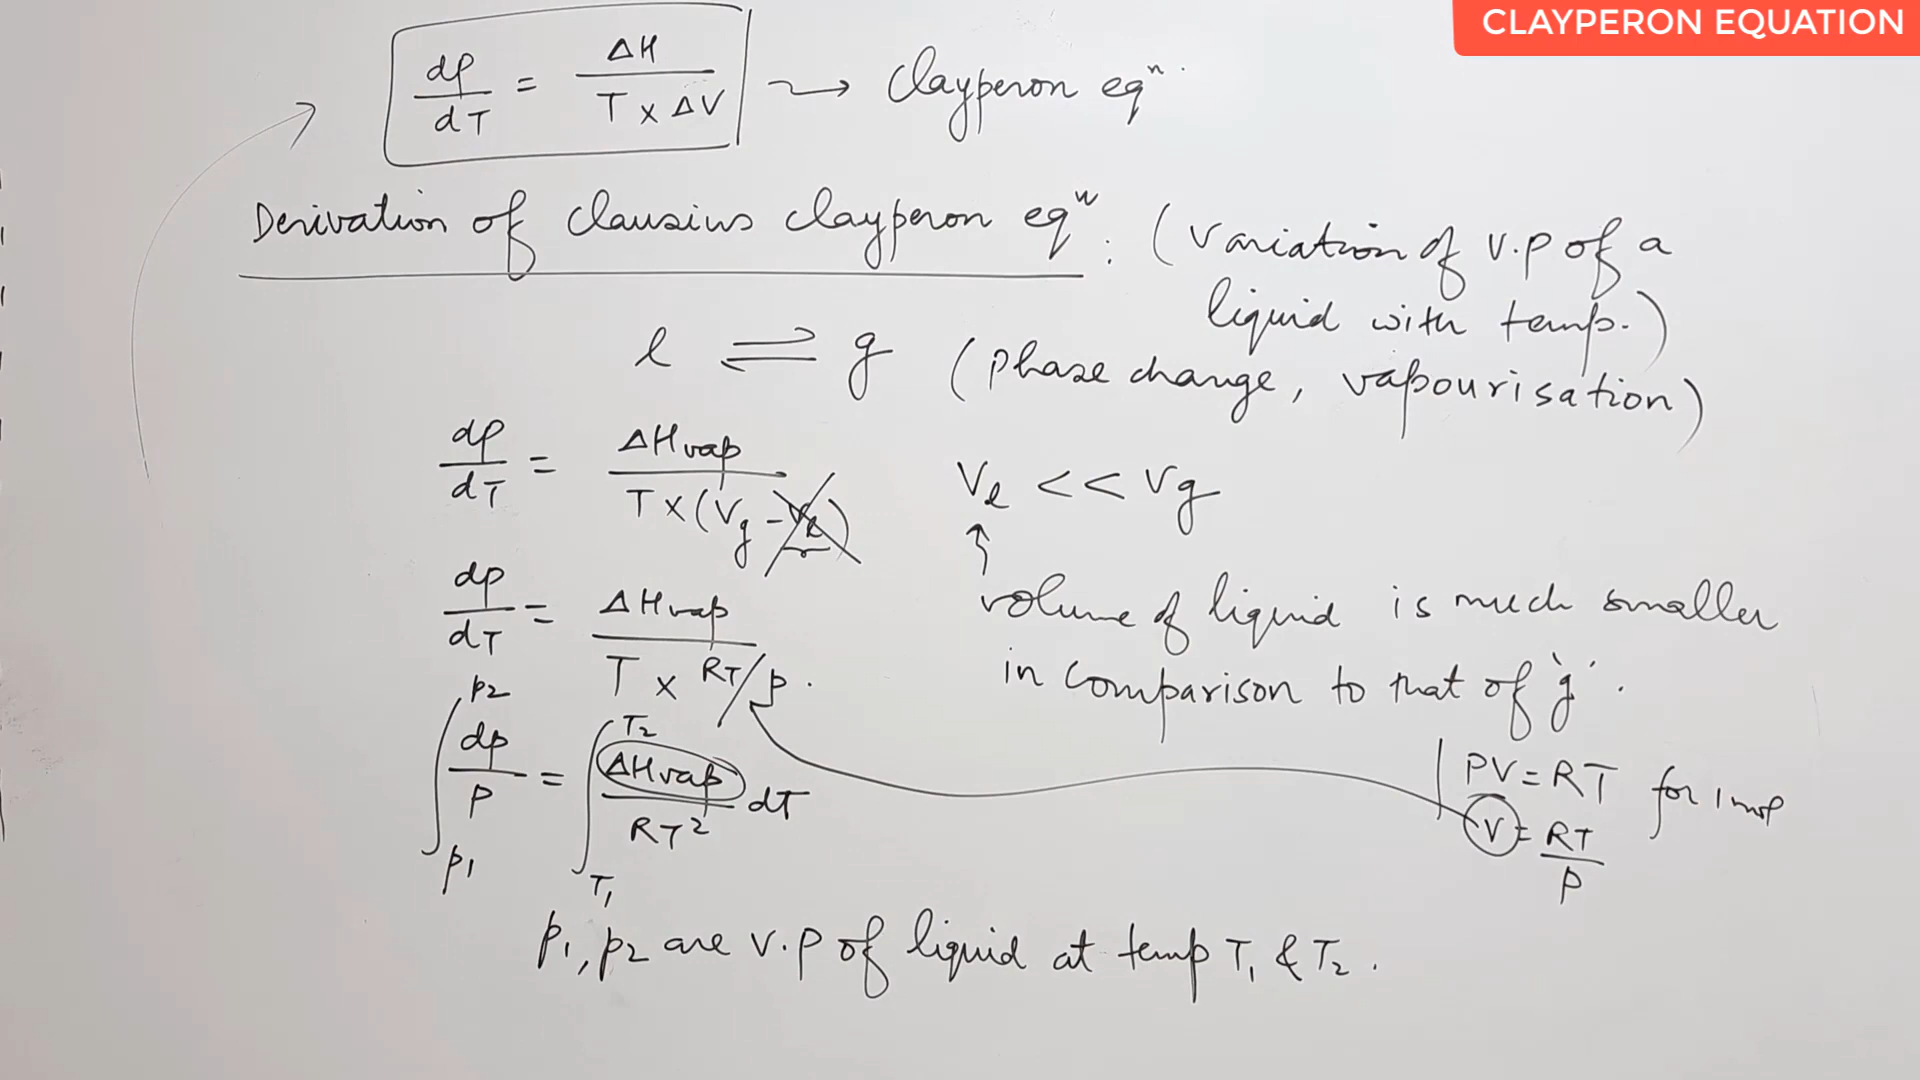 CLAYPERON EQUATION
dp/dT = ΔH / (T × ΔV) → Clayperon eqⁿ.
Derivation of Clausius Clayperon eqⁿ. (Variation of v.p of a
liquid with temp.)
l ⇌ g (phase change, vapourisation)
dp/dT = ΔHvap / (T × (Vg - Vl)) Vl << Vg
↑
volume of liquid is much smaller
in comparison to that of 'g'.
dp/dT = ΔHvap / (T × RT/p).
∫p1^p2 dp/p = ∫T1^T2 ΔHvap/RT² dT
PV = RT for 1 mol
V = RT/P
p1, p2 are v.p of liquid at temp T1 & T2.